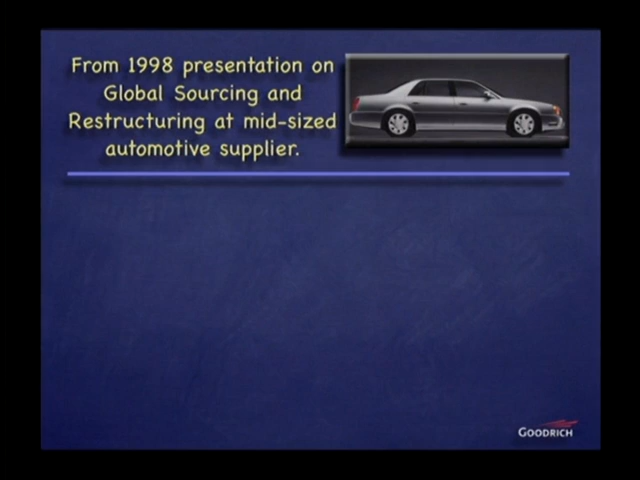 From 1998 presentation on
Global Sourcing and
Restructuring at mid-sized
automotive supplier.
GOODRICH